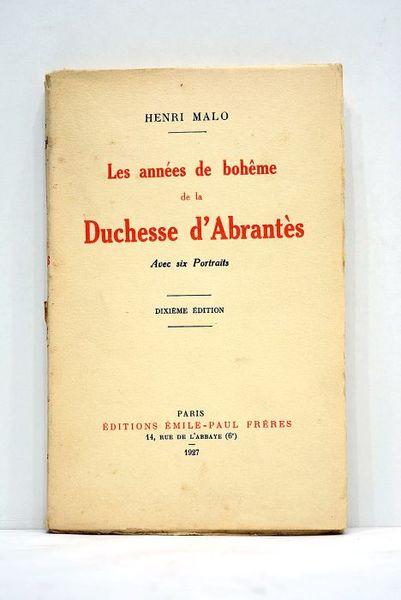 HENRI MALO
Les années de bohême
de la
Duchesse d'Abrantès
Avec six Portraits
DIXIÈME ÉDITION
PARIS
ÉDITIONS ÉMILE-PAUL FRÈRES
14, RUE DE L'ABBAYE (6e)
1927